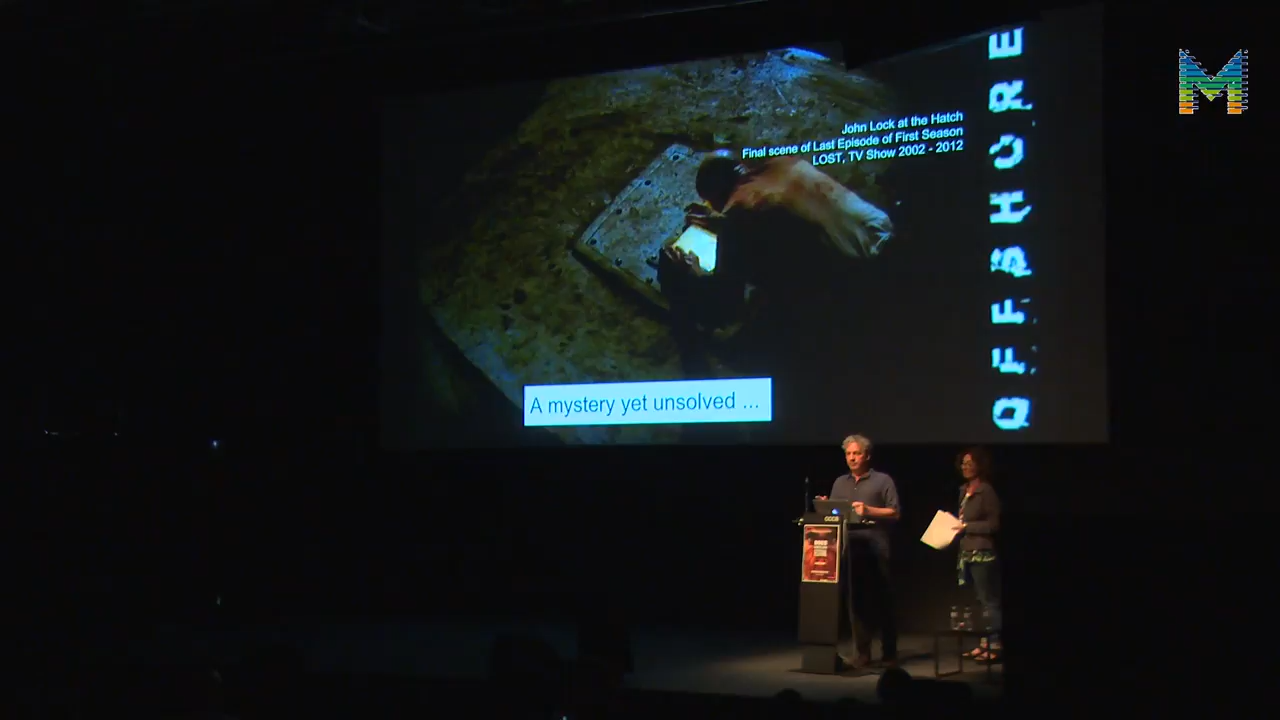 John Lock at the Hatch
Final scene of Last Episode of First Season
LOST, TV Show 2002 - 2012
OFFSHORE
A mystery yet unsolved ...
CCCB
M